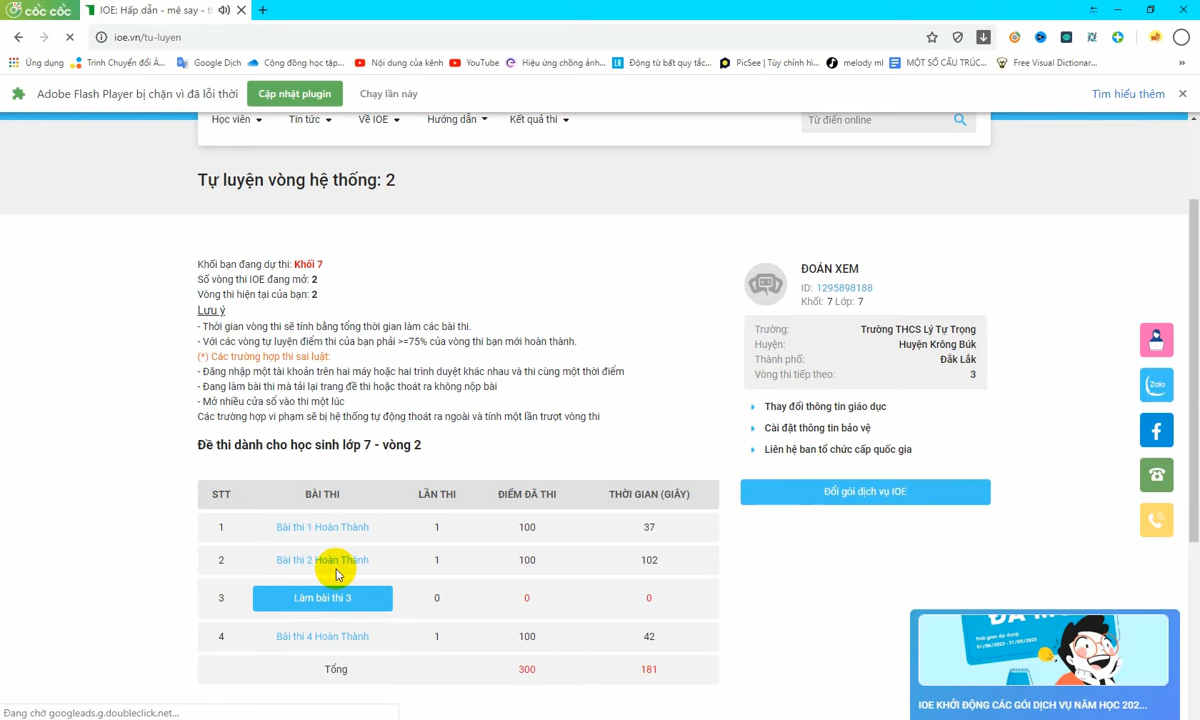 cốc cốc
IOE: Hấp dẫn - mê say - t
ioe.vn/tu-luyen
Ứng dụng
Trình Chuyển đổi Â...
Google Dịch
Cộng đồng học tập...
Nội dung của kênh
YouTube
Hiệu ứng chồng ảnh...
Động từ bất quy tắc...
PicSee | Tùy chỉnh hì...
melody ml
MỘT SỐ CẤU TRÚC...
Free Visual Dictionar...
»
Adobe Flash Player bị chặn vì đã lỗi thời
Cập nhật plugin
Chạy lần này
Tìm hiểu thêm
Học viên
Tin tức
Về IOE
Hướng dẫn
Kết quả thi
Từ điển online
Tự luyện vòng hệ thống: 2
Khối bạn đang dự thi: Khối 7
Số vòng thi IOE đang mở: 2
Vòng thi hiện tại của bạn: 2
Lưu ý
- Thời gian vòng thi sẽ tính bằng tổng thời gian làm các bài thi.
- Với các vòng tự luyện điểm thi của bạn phải >=75% của vòng thi bạn mới hoàn thành.
(*) Các trường hợp thi sai luật:
- Đăng nhập một tài khoản trên hai máy hoặc hai trình duyệt khác nhau và thi cùng một thời điểm
- Đang làm bài thi mà tải lại trang đề thi hoặc thoát ra không nộp bài
- Mở nhiều cửa sổ vào thi một lúc
Các trường hợp vi phạm sẽ bị hệ thống tự động thoát ra ngoài và tính một lần trượt vòng thi
Đề thi dành cho học sinh lớp 7 - vòng 2
STT BÀI THI LẦN THI ĐIỂM ĐÃ THI THỜI GIAN (GIÂY)
1 Bài thi 1 Hoàn Thành 1 100 37
2 Bài thi 2 Hoàn Thành 1 100 102
3 Làm bài thi 3 0 0 0
4 Bài thi 4 Hoàn Thành 1 100 42
Tổng 300 181
ĐOÁN XEM
ID: 1295898188
Khối: 7 Lớp: 7
Trường: Trường THCS Lý Tự Trọng
Huyện: Huyện Krông Búk
Thành phố: Đắk Lắk
Vòng thi tiếp theo: 3
Thay đổi thông tin giáo dục
Cài đặt thông tin bảo vệ
Liên hệ ban tổ chức cấp quốc gia
Đổi gói dịch vụ IOE
Zalo
Thời gian áp dụng
01/06/2022 - 31/05/2023
IOE KHỞI ĐỘNG CÁC GÓI DỊCH VỤ NĂM HỌC 202...
Đang chờ googleads.g.doubleclick.net...